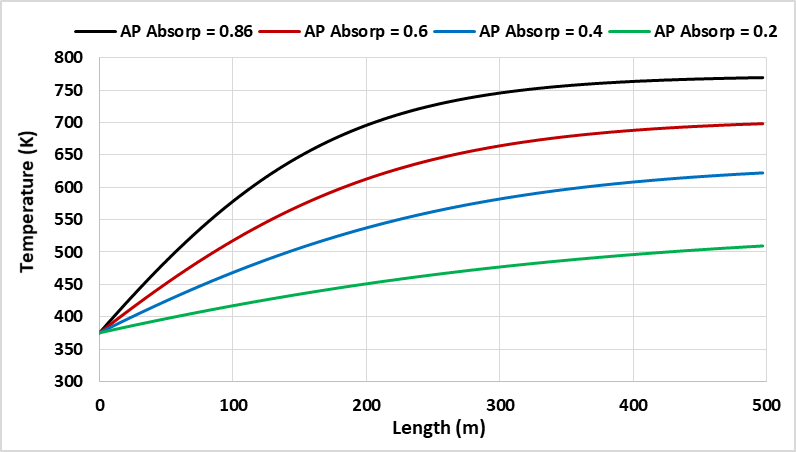 AP Absorp = 0.86 AP Absorp = 0.6 AP Absorp = 0.4 AP Absorp = 0.2
800
750
700
650
600
550
500
450
400
350
300
Temperature (K)
0 100 200 300 400 500
Length (m)